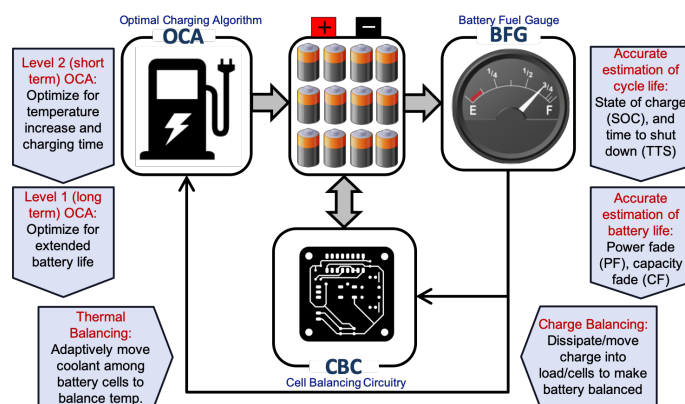 Optimal Charging Algorithm
OCA
+
−
Battery Fuel Gauge
BFG
Level 2 (short
term) OCA:
Optimize for
temperature
increase and
charging time
1/4
1/2
3/4
E
F
Accurate
estimation of
cycle life:
State of charge
(SOC), and
time to shut
down (TTS)
Level 1 (long
term) OCA:
Optimize for
extended
battery life
Accurate
estimation of
battery life:
Power fade
(PF), capacity
fade (CF)
Thermal
Balancing:
Adaptively move
coolant among
battery cells to
balance temp.
CBC
Cell Balancing Circuitry
Charge Balancing:
Dissipate/move
charge into
load/cells to make
battery balanced